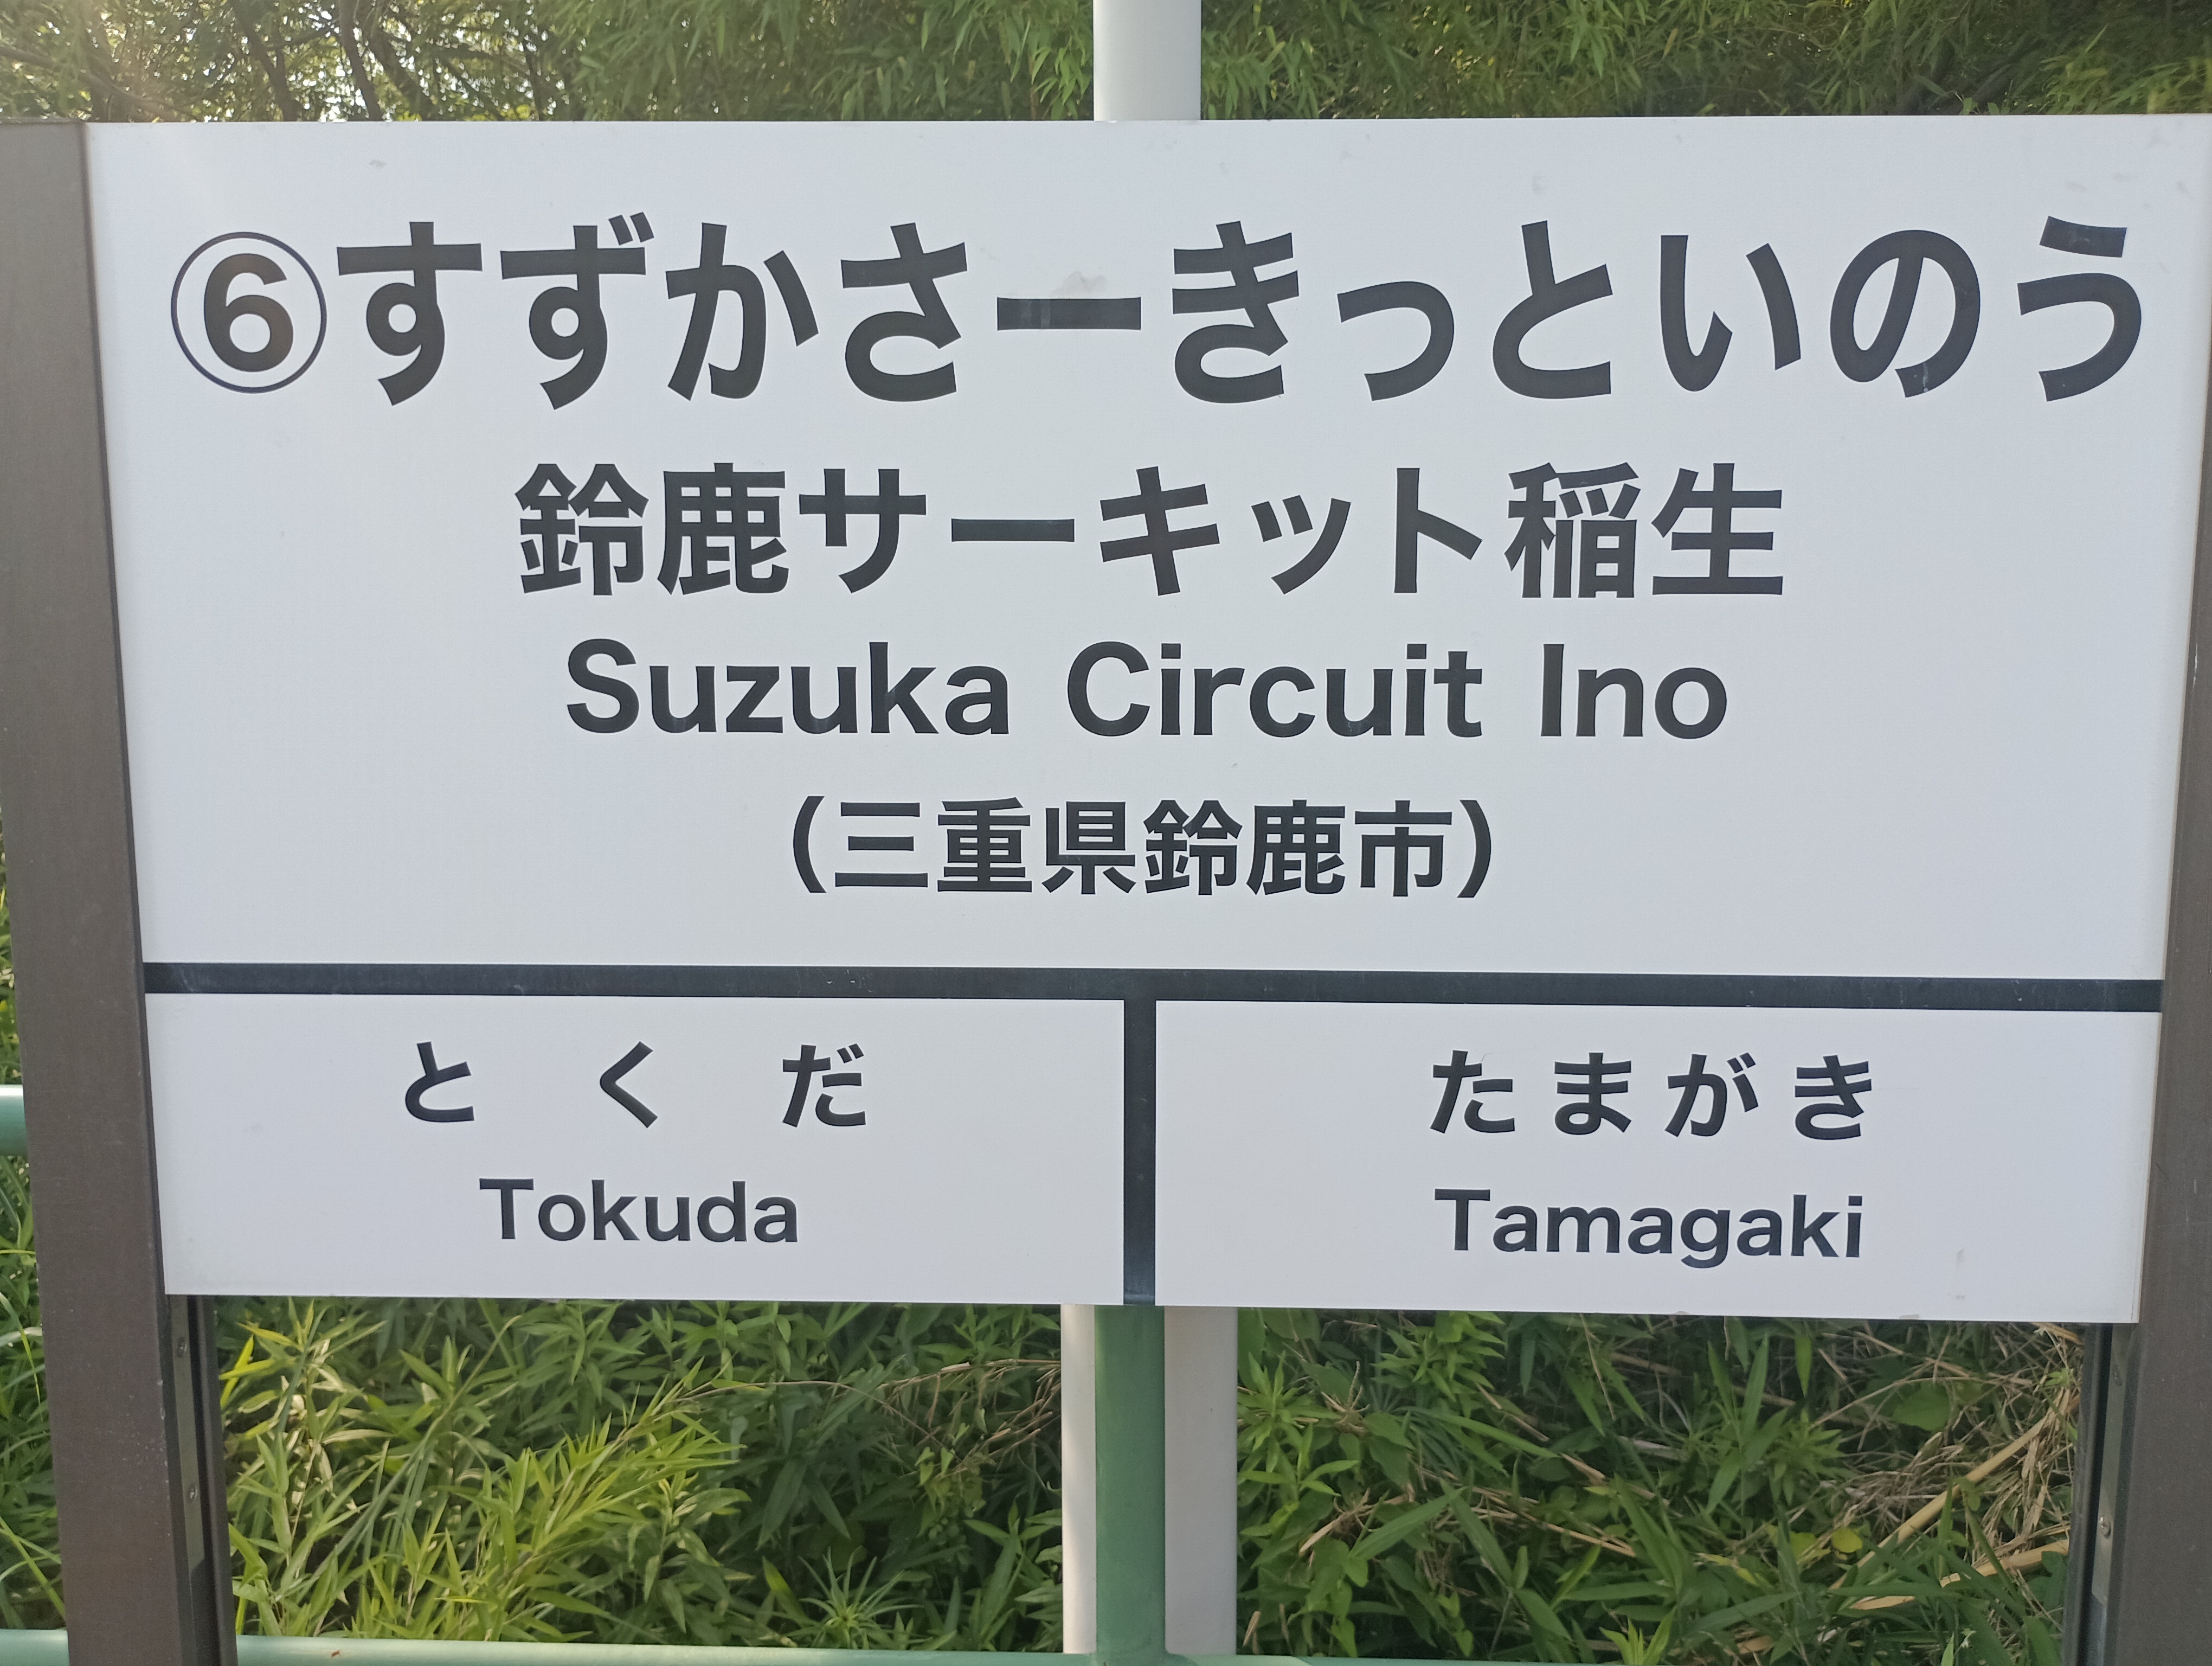 ⑥すずかさーきっといのう
鈴鹿サーキット稲生
Suzuka Circuit Ino
(三重県鈴鹿市)
とくだ
Tokuda
たまがき
Tamagaki